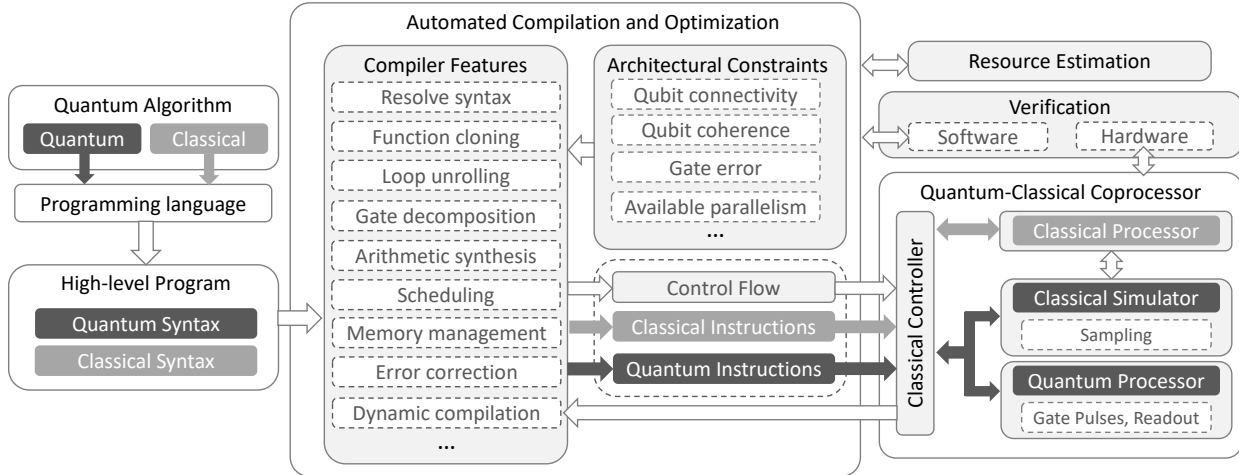 Automated Compilation and Optimization
Quantum Algorithm
Quantum
Classical
Programming language
High-level Program
Quantum Syntax
Classical Syntax
Compiler Features
Resolve syntax
Function cloning
Loop unrolling
Gate decomposition
Arithmetic synthesis
Scheduling
Memory management
Error correction
Dynamic compilation
...
Architectural Constraints
Qubit connectivity
Qubit coherence
Gate error
Available parallelism
...
Control Flow
Classical Instructions
Quantum Instructions
Resource Estimation
Verification
Software
Hardware
Quantum-Classical Coprocessor
Classical Controller
Classical Processor
Classical Simulator
Sampling
Quantum Processor
Gate Pulses, Readout